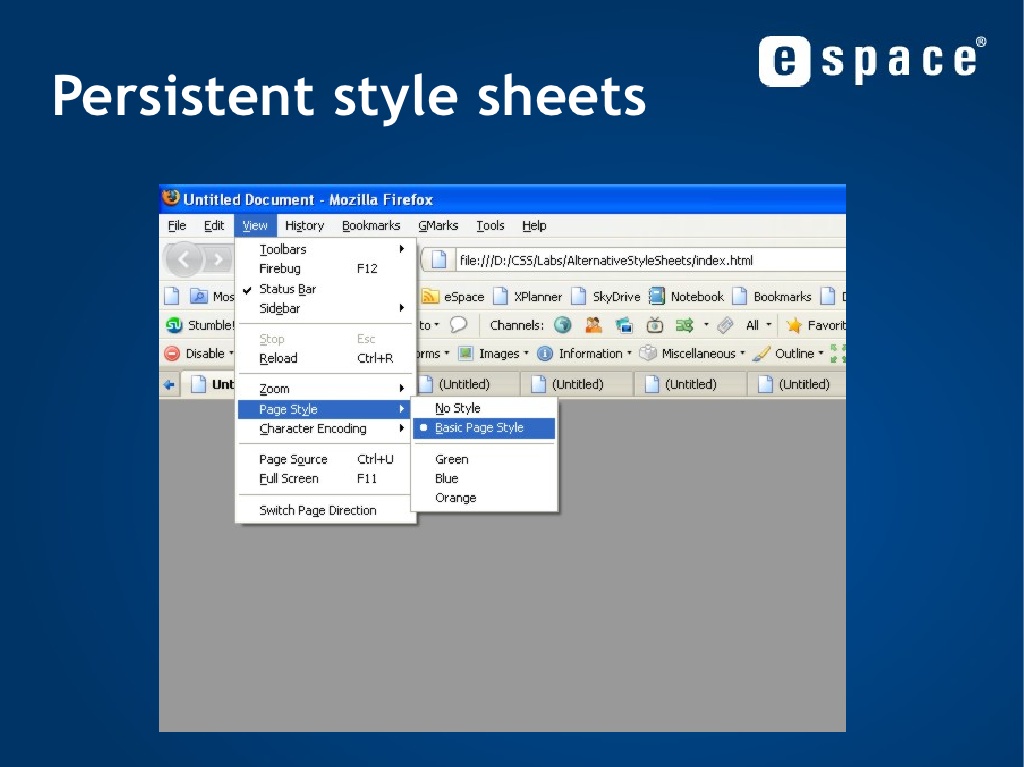 e space®
Persistent style sheets
Untitled Document - Mozilla Firefox
File Edit View History Bookmarks GMarks Tools Help
file:///D:/CSS/Labs/AlternativeStyleSheets/index.html
Toolbars
Firebug F12
Status Bar
Sidebar
Stop Esc
Reload Ctrl+R
Zoom
Page Style
Character Encoding
Page Source Ctrl+U
Full Screen F11
Switch Page Direction
No Style
Basic Page Style
Green
Blue
Orange
Mos eSpace XPlanner SkyDrive Notebook Bookmarks
Stumble! to Channels: All Favorit
Disable rms Images Information Miscellaneous Outline
Unt (Untitled) (Untitled) (Untitled) (Untitled)